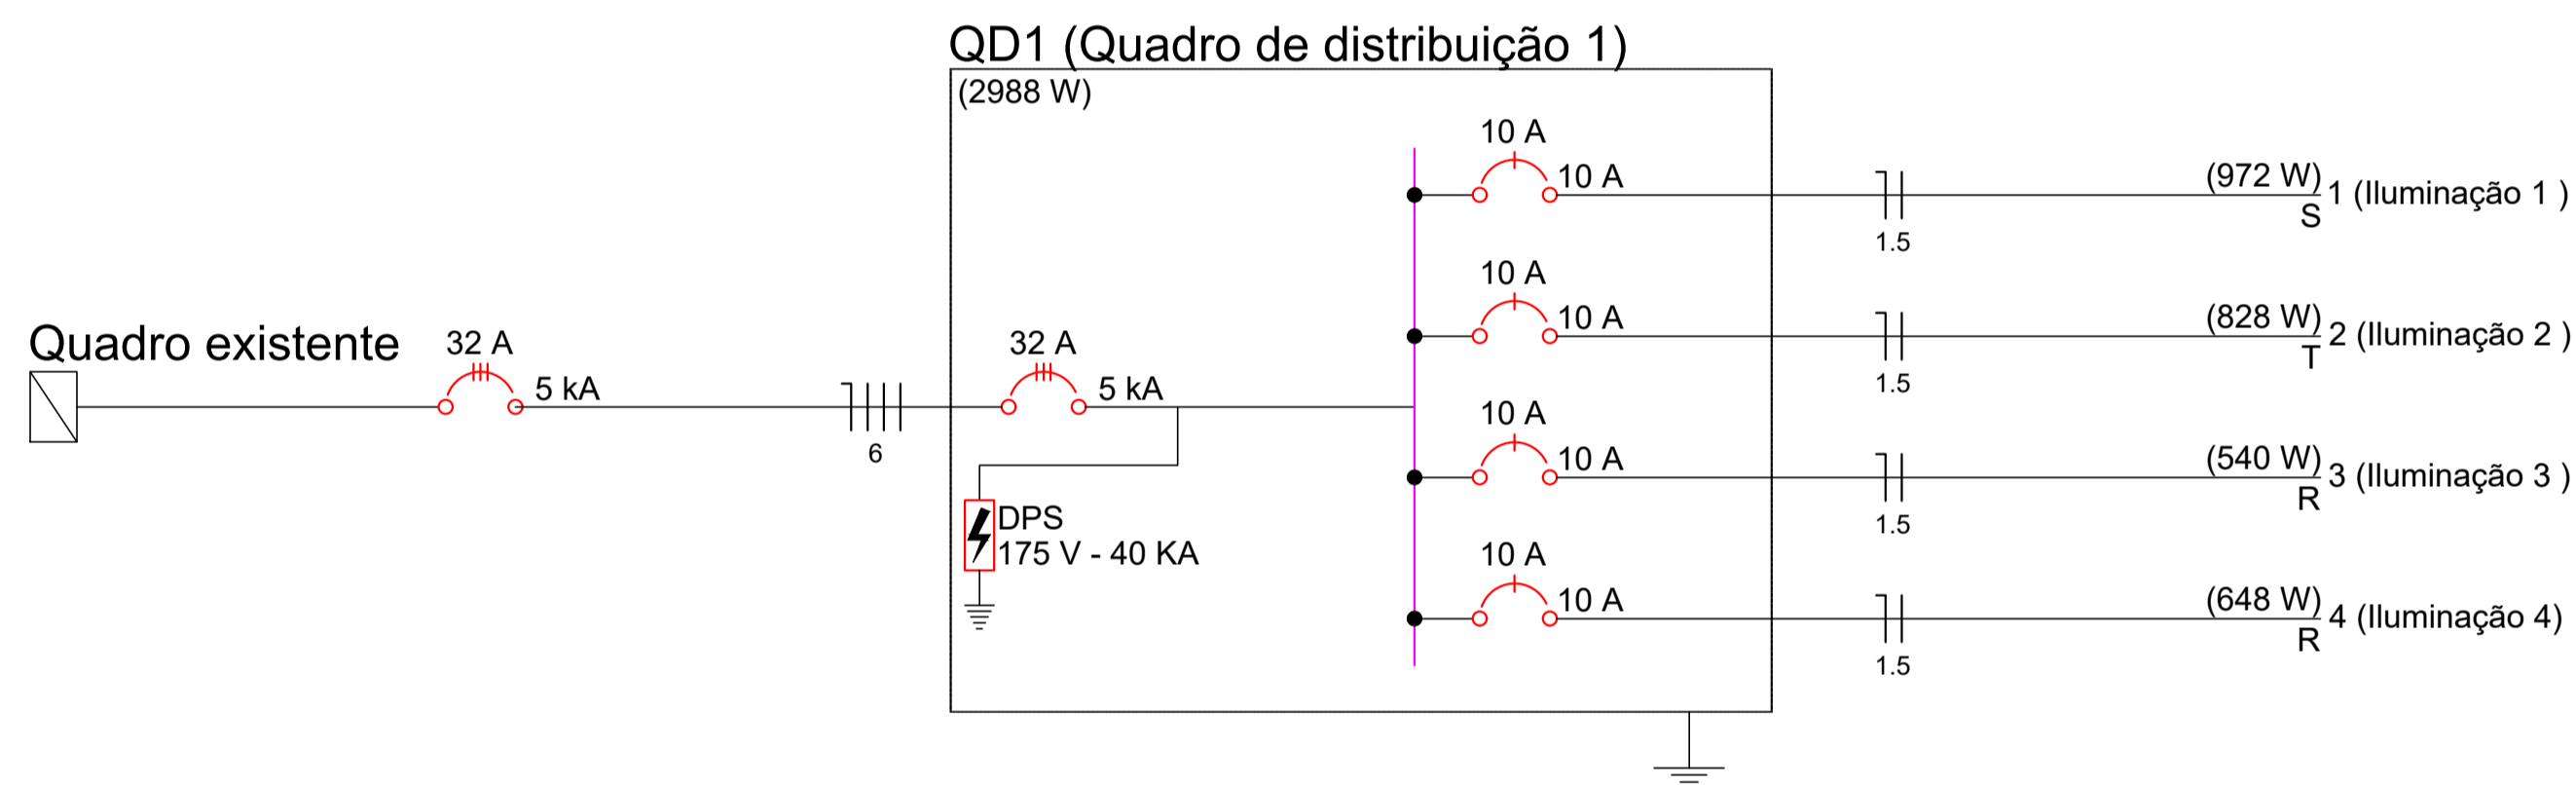 QD1 (Quadro de distribuição 1)
(2988 W)
10 A
10 A
(972 W)
1 (Iluminação 1 )
S
1.5
10 A
10 A
(828 W)
2 (Iluminação 2 )
T
1.5
Quadro existente
32 A
5 kA
6
32 A
5 kA
10 A
10 A
(540 W)
3 (Iluminação 3 )
R
1.5
DPS
175 V - 40 KA
10 A
10 A
(648 W)
4 (Iluminação 4)
R
1.5